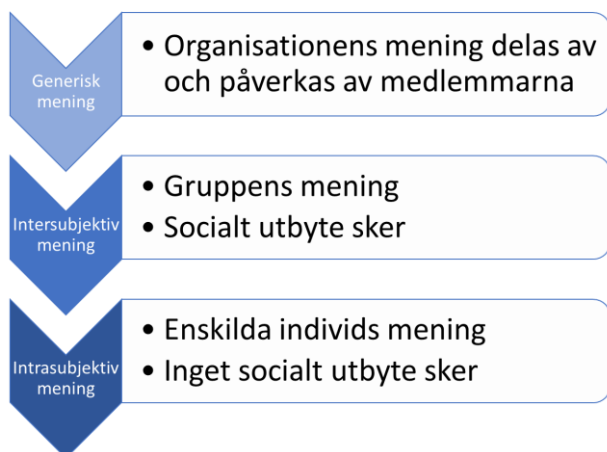 Generisk
mening
• Organisationens mening delas av
och påverkas av medlemmarna
Intersubjektiv
mening
• Gruppens mening
• Socialt utbyte sker
Intrasubjektiv
mening
• Enskilda individs mening
• Inget socialt utbyte sker